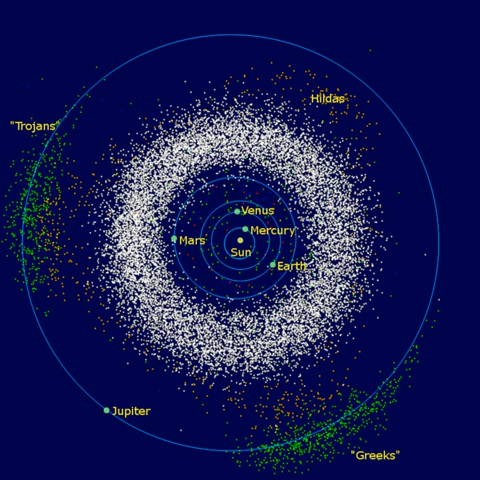 Hildas
"Trojans"
Venus
Mercury
Mars
Sun
Earth
Jupiter
"Greeks"